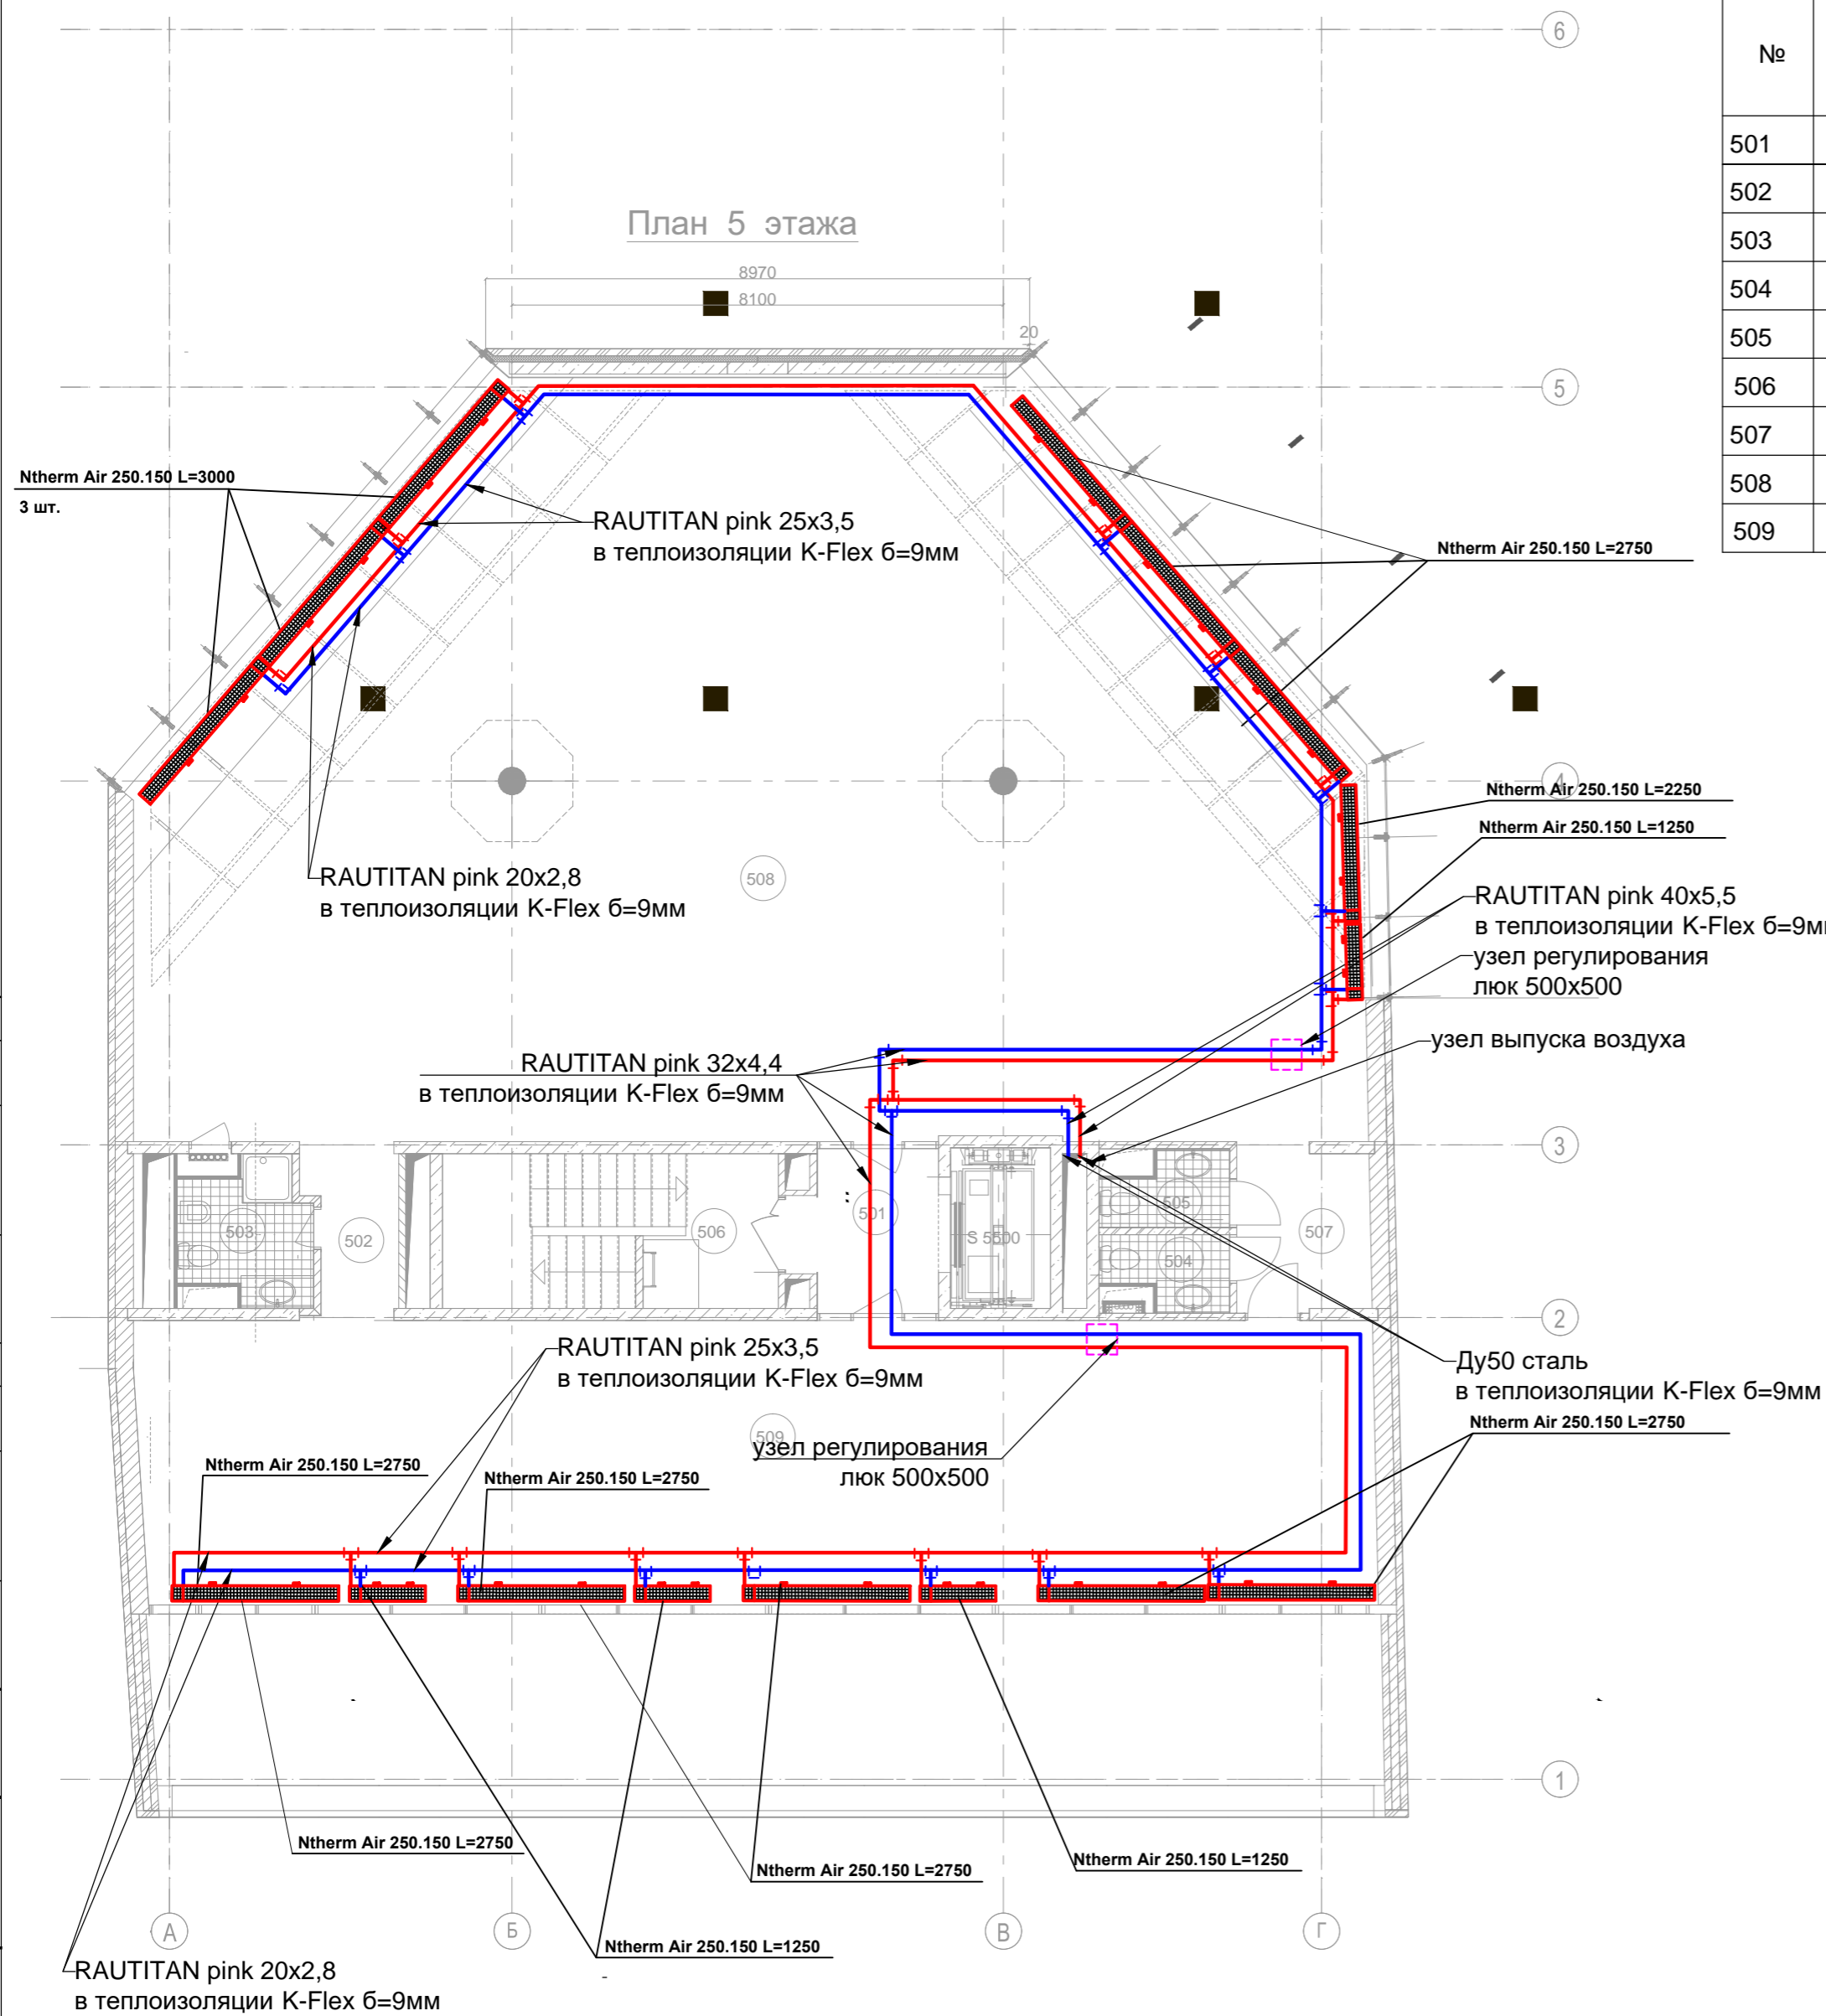 6
№
501
502
503
504
505
506
507
508
509
План 5 этажа
8970
8100
20
5
Ntherm Air 250.150 L=3000
3 шт.
RAUTITAN pink 25x3,5
в теплоизоляции K-Flex б=9мм
Ntherm Air 250.150 L=2750
4
Ntherm Air 250.150 L=2250
Ntherm Air 250.150 L=1250
RAUTITAN pink 20x2,8
в теплоизоляции K-Flex б=9мм
508
RAUTITAN pink 40x5,5
в теплоизоляции K-Flex б=9мм
узел регулирования
люк 500x500
узел выпуска воздуха
RAUTITAN pink 32x4,4
в теплоизоляции K-Flex б=9мм
3
503
502
506
501
S 5500
505
504
507
2
RAUTITAN pink 25x3,5
в теплоизоляции K-Flex б=9мм
Ду50 сталь
в теплоизоляции K-Flex б=9мм
509
узел регулирования
люк 500x500
Ntherm Air 250.150 L=2750
Ntherm Air 250.150 L=2750
Ntherm Air 250.150 L=2750
1
Ntherm Air 250.150 L=2750
Ntherm Air 250.150 L=2750
Ntherm Air 250.150 L=1250
Ntherm Air 250.150 L=1250
А
Б
В
Г
RAUTITAN pink 20x2,8
в теплоизоляции K-Flex б=9мм